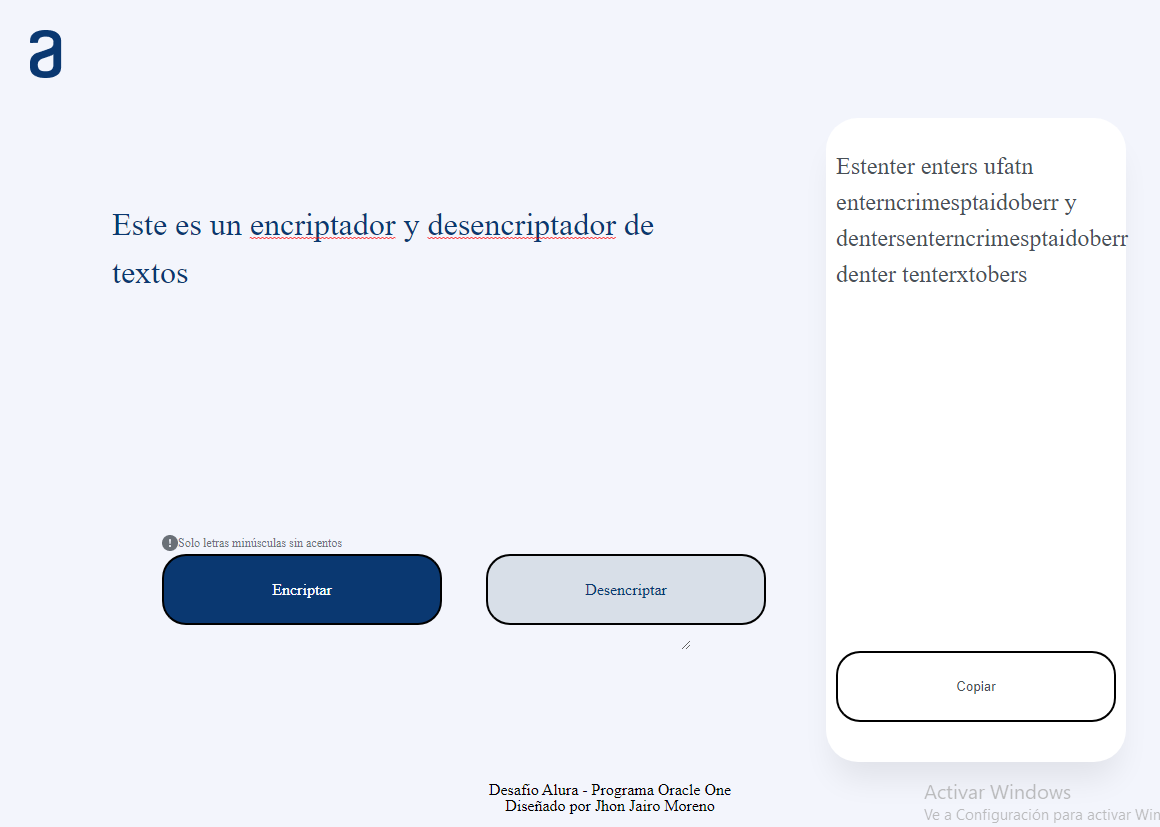 a
Este es un encriptador y desencriptador de
textos
Solo letras minúsculas sin acentos
Encriptar
Desencriptar
Estenter enters ufatn
enterncrimesptaidoberr y
dentersenterncrimesptaidoberr
denter tenterxtobers
Copiar
Desafío Alura - Programa Oracle One
Diseñado por Jhon Jairo Moreno
Activar Windows
Ve a Configuración para activar Win